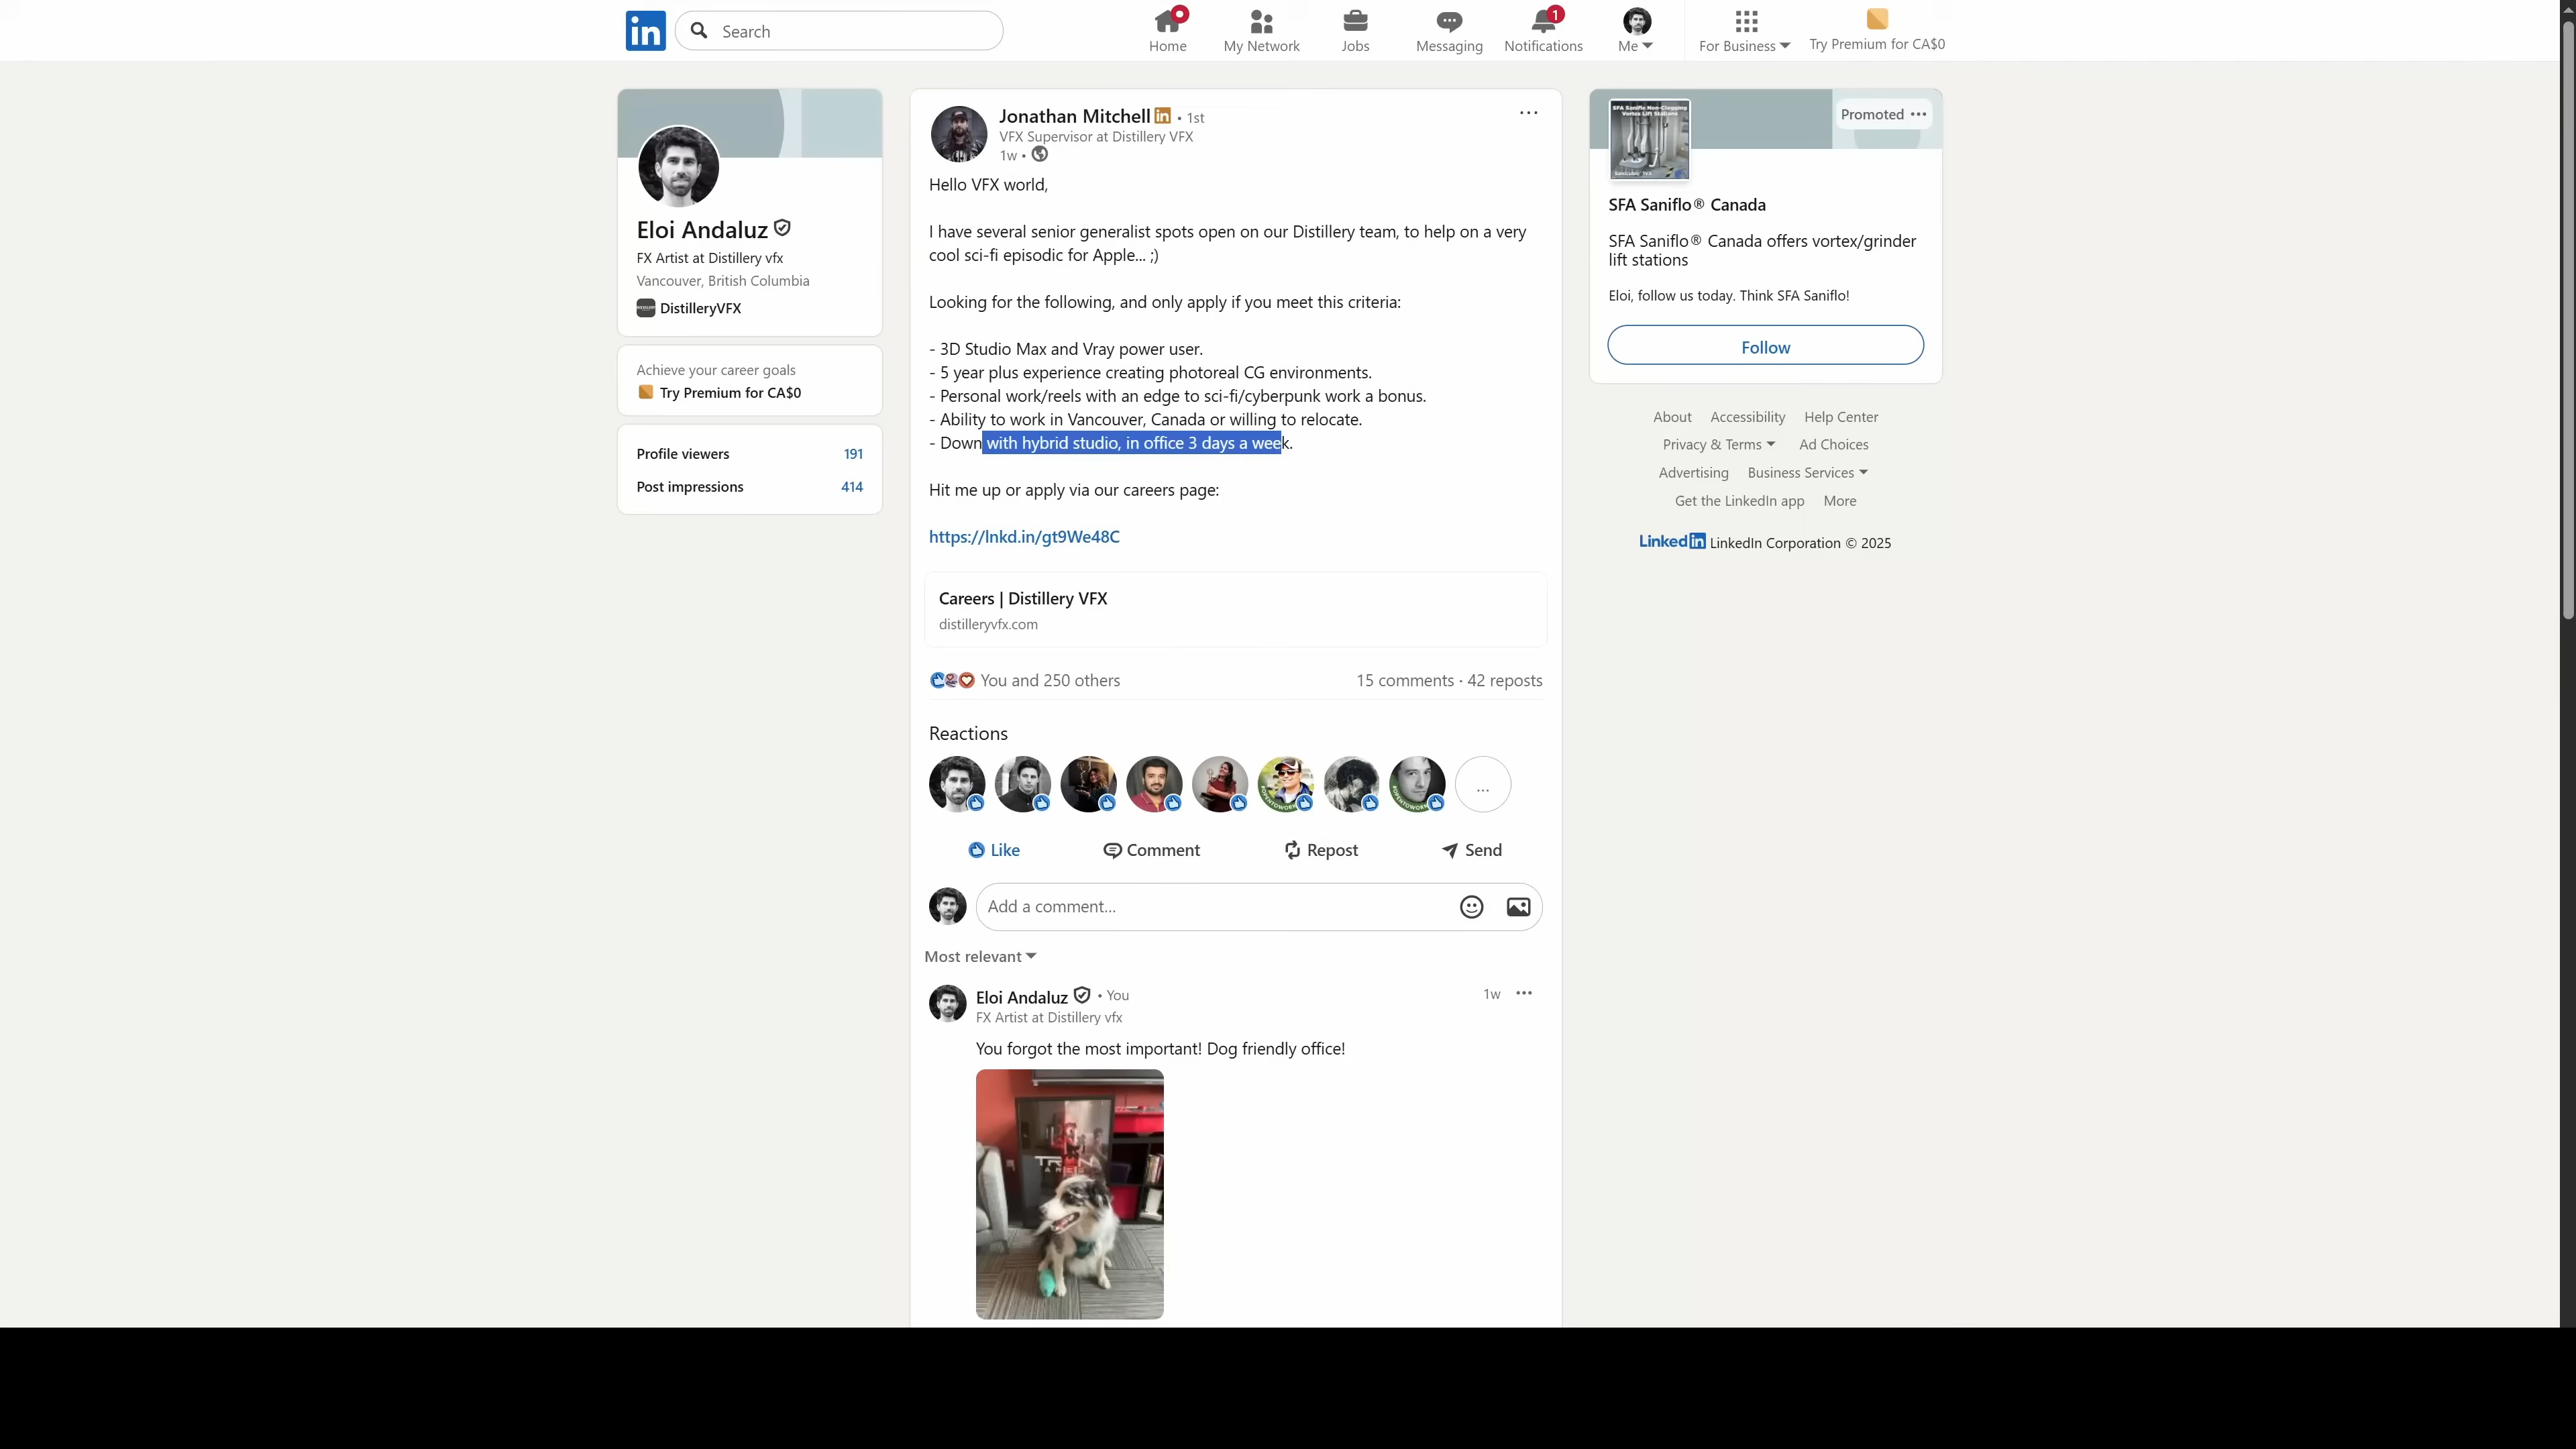 in
Search
Home
My Network
Jobs
Messaging
1
Notifications
Me
For Business
Try Premium for CA$0
Eloi Andaluz
FX Artist at Distillery vfx
Vancouver, British Columbia
DistilleryVFX
Achieve your career goals
Try Premium for CA$0
Profile viewers 191
Post impressions 414
Jonathan Mitchell in • 1st
VFX Supervisor at Distillery VFX
1w •
Hello VFX world,
I have several senior generalist spots open on our Distillery team, to help on a very
cool sci-fi episodic for Apple... ;)
Looking for the following, and only apply if you meet this criteria:
- 3D Studio Max and Vray power user.
- 5 year plus experience creating photoreal CG environments.
- Personal work/reels with an edge to sci-fi/cyberpunk work a bonus.
- Ability to work in Vancouver, Canada or willing to relocate.
- Down with hybrid studio, in office 3 days a week.
Hit me up or apply via our careers page:
https://lnkd.in/gt9We48C
Careers | Distillery VFX
distilleryvfx.com
You and 250 others
15 comments · 42 reposts
Reactions
...
Like
Comment
Repost
Send
Add a comment...
Most relevant
Eloi Andaluz • You
1w
FX Artist at Distillery vfx
You forgot the most important! Dog friendly office!
Promoted
SFA Saniflo Non-Clogging
Vortex Lift Stations
SFA Saniflo® Canada
SFA Saniflo® Canada offers vortex/grinder
lift stations
Eloi, follow us today. Think SFA Saniflo!
Follow
About Accessibility Help Center
Privacy & Terms Ad Choices
Advertising Business Services
Get the LinkedIn app More
LinkedIn LinkedIn Corporation © 2025